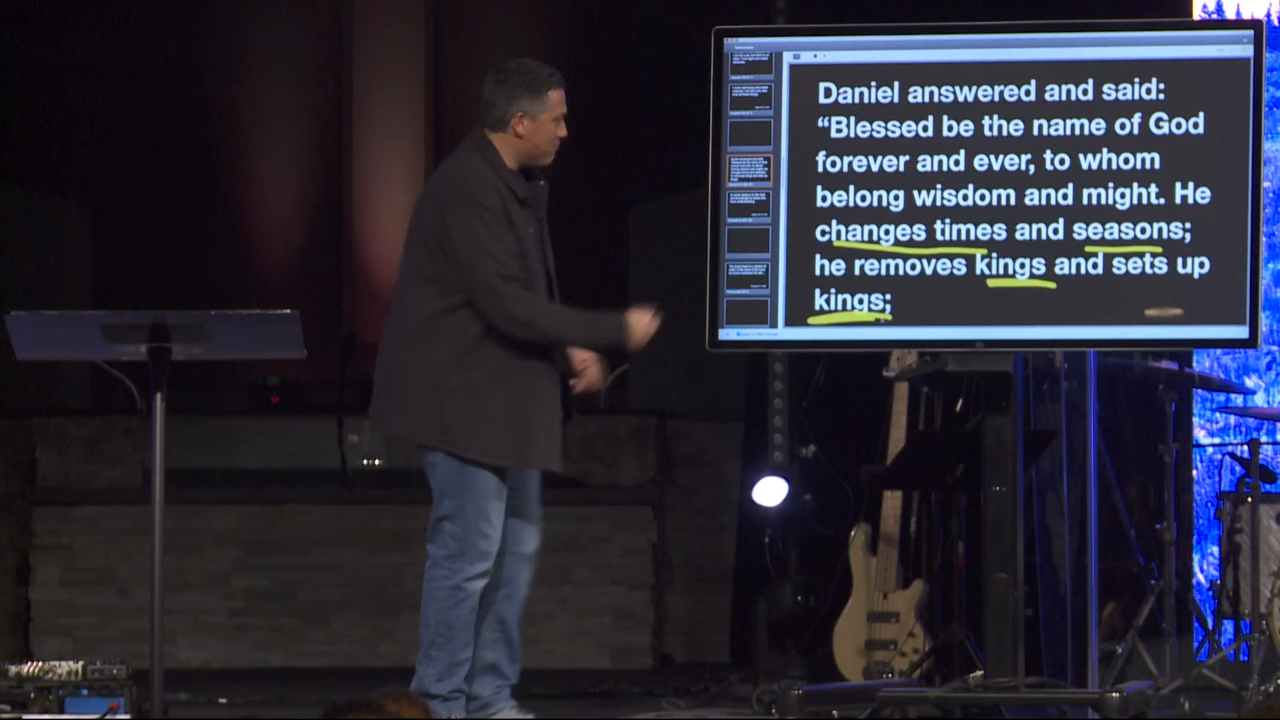 Daniel answered and said:
“Blessed be the name of God
forever and ever, to whom
belong wisdom and might. He
changes times and seasons;
he removes kings and sets up
kings;